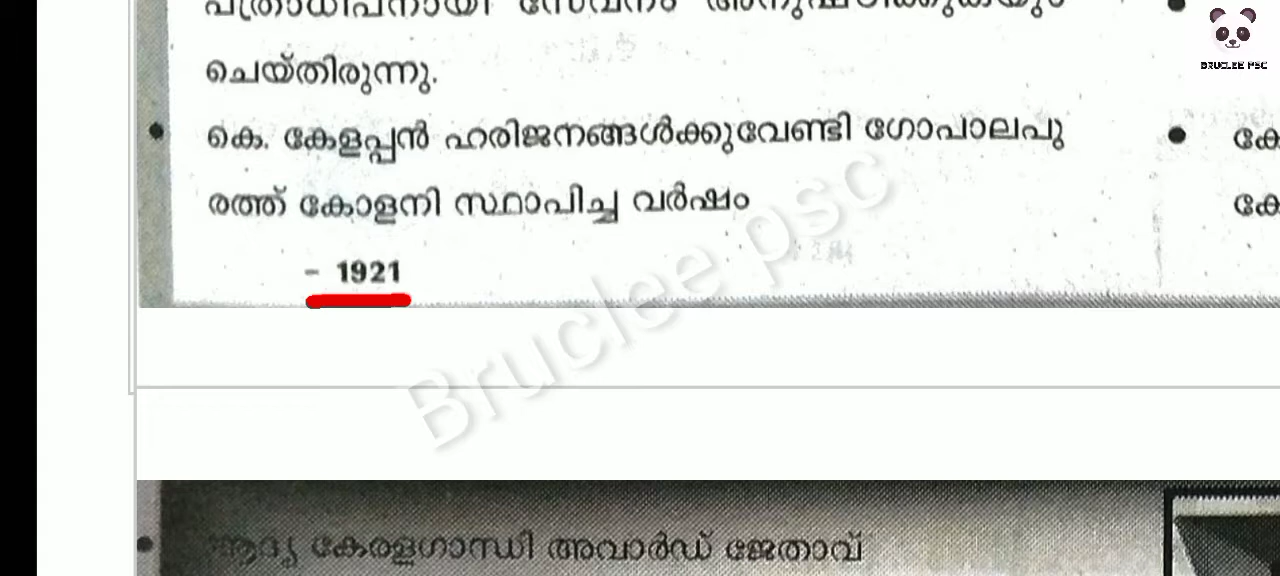 ചെയ്തിരുന്നു.
കെ. കേളപ്പൻ ഹരിജനങ്ങൾക്കുവേണ്ടി ഗോപാലപു
രത്ത് കോളനി സ്ഥാപിച്ച വർഷം
– 1921
കേ
കേ
ആദ്യ കേരളഗാന്ധി അവാർഡ് ജേതാവ്
Bruclee psc
BRUCLEE PSC